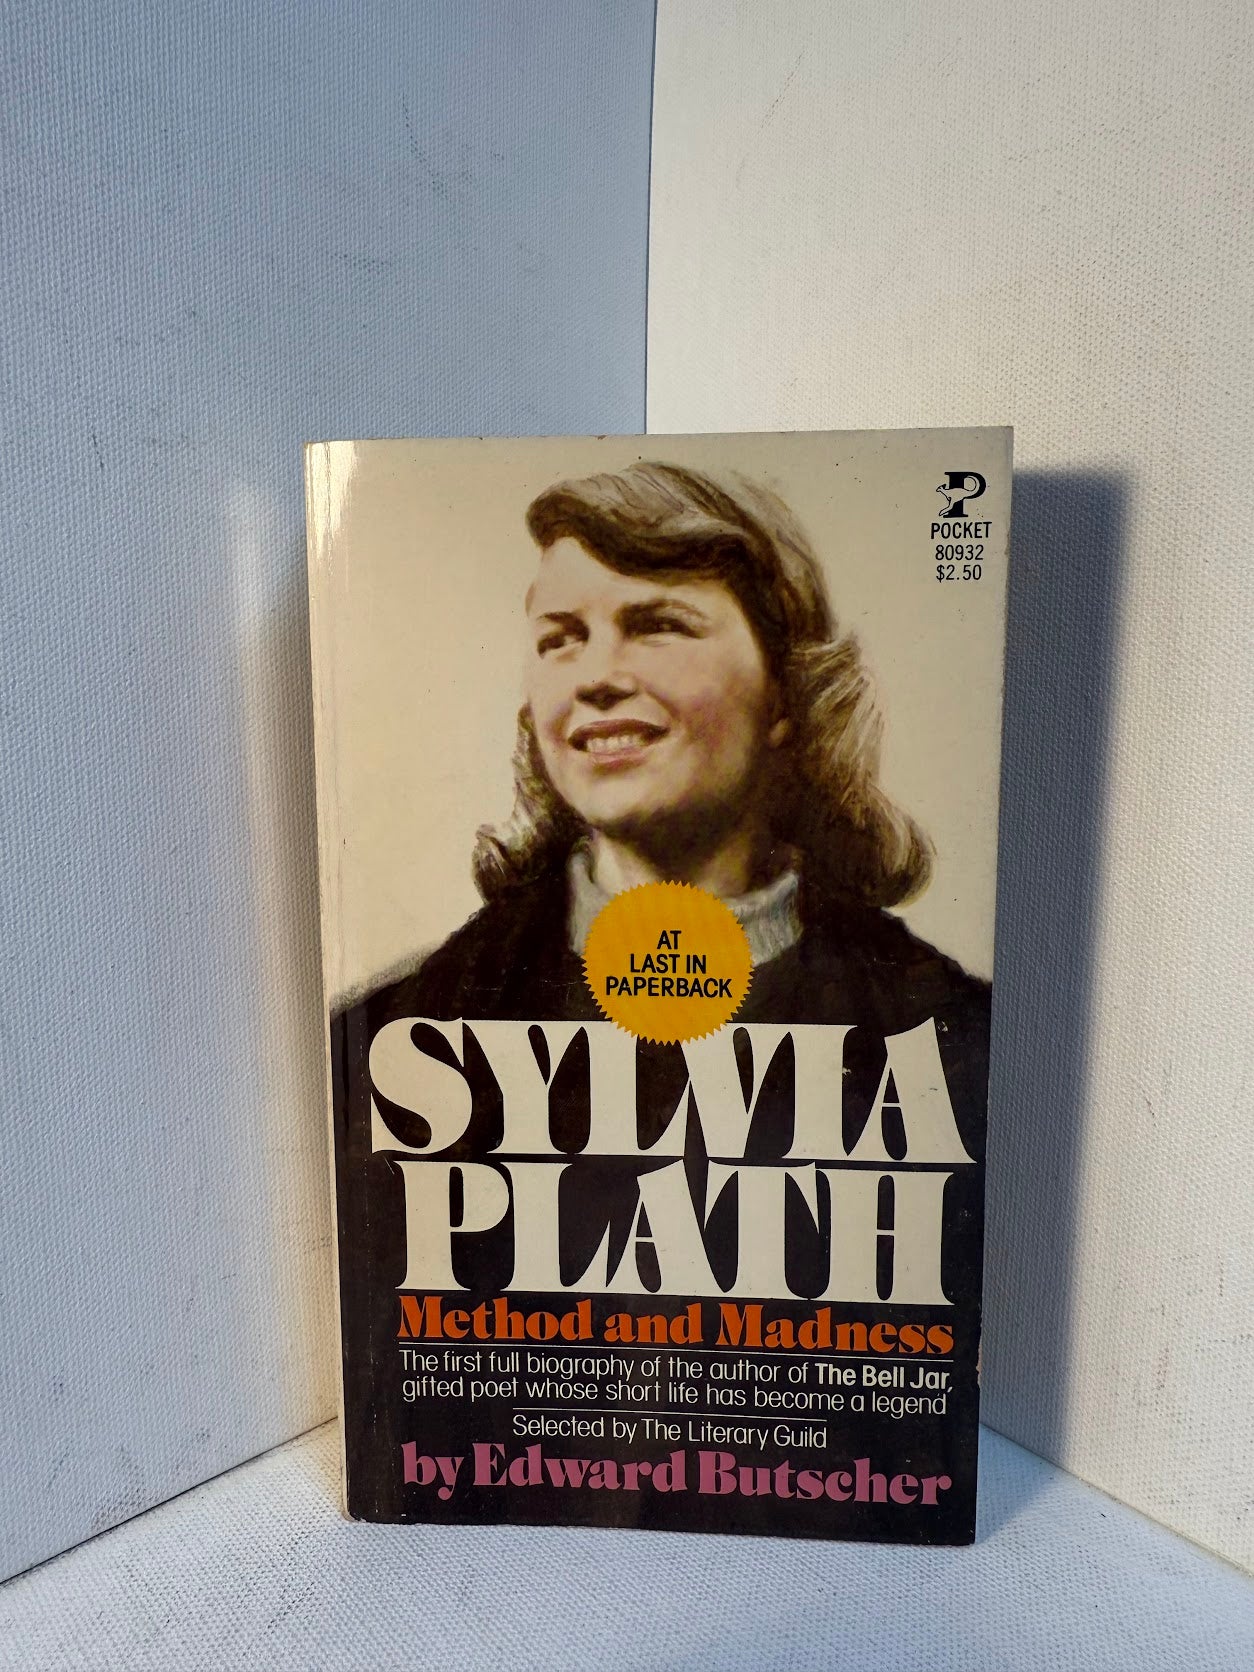 P
POCKET
80932
$2.50
AT
LAST IN
PAPERBACK
SYLVIA
PLATH
Method and Madness
The first full biography of the author of The Bell Jar,
gifted poet whose short life has become a legend
Selected by The Literary Guild
by Edward Butscher